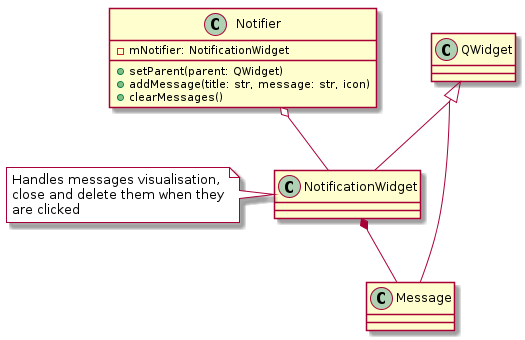 C Notifier
mNotifier: NotificationWidget
setParent(parent: QWidget)
addMessage(title: str, message: str, icon)
clearMessages()
C QWidget
Handles messages visualisation,
close and delete them when they
are clicked
C NotificationWidget
C Message